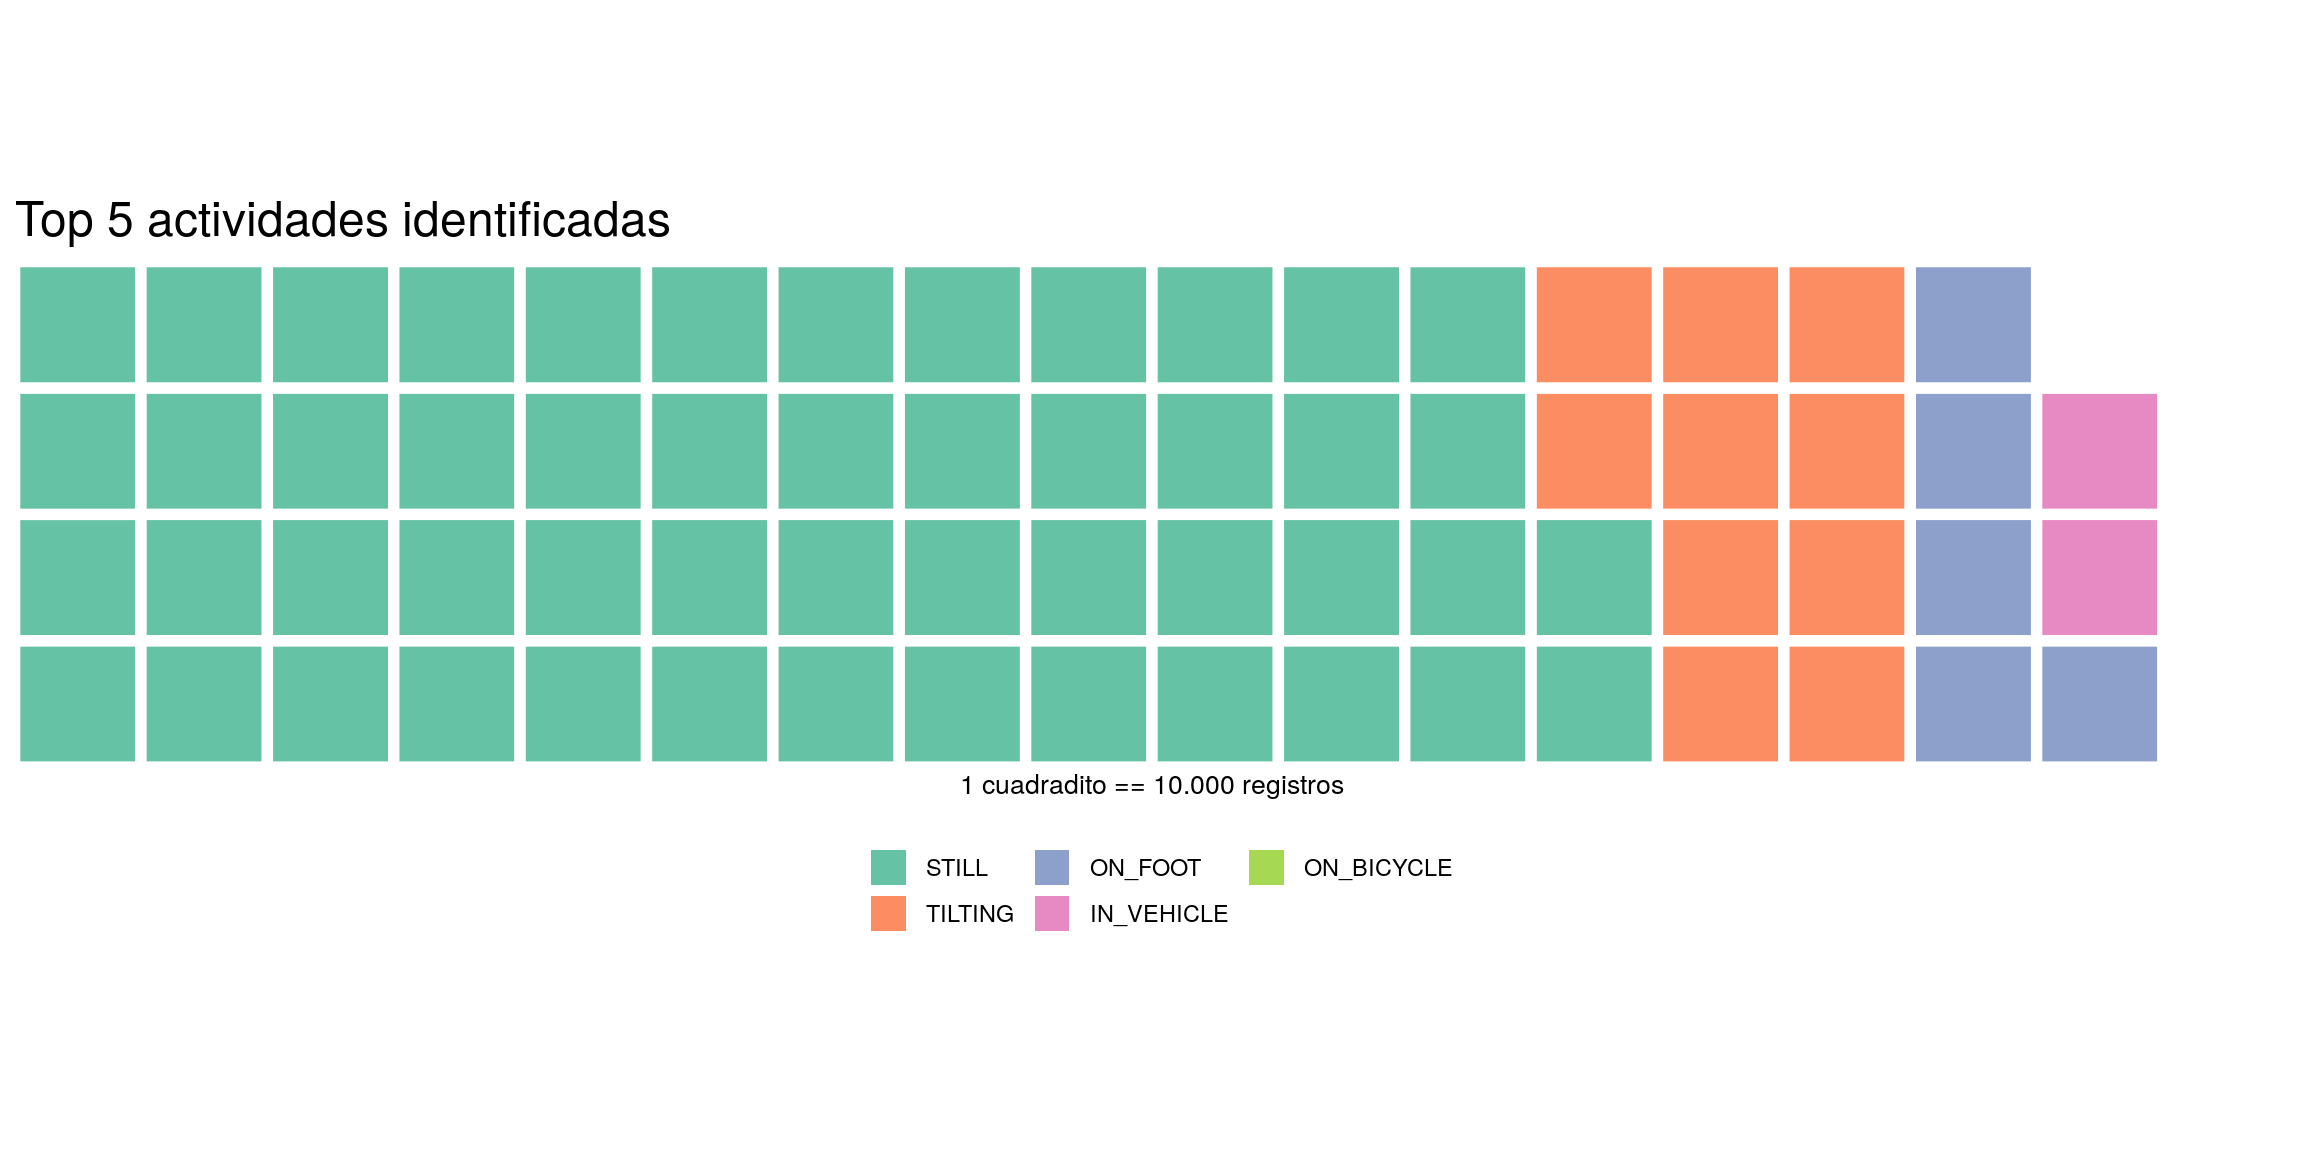 Top 5 actividades identificadas
1 cuadradito == 10.000 registros
STILL ON_FOOT ON_BICYCLE
TILTING IN_VEHICLE